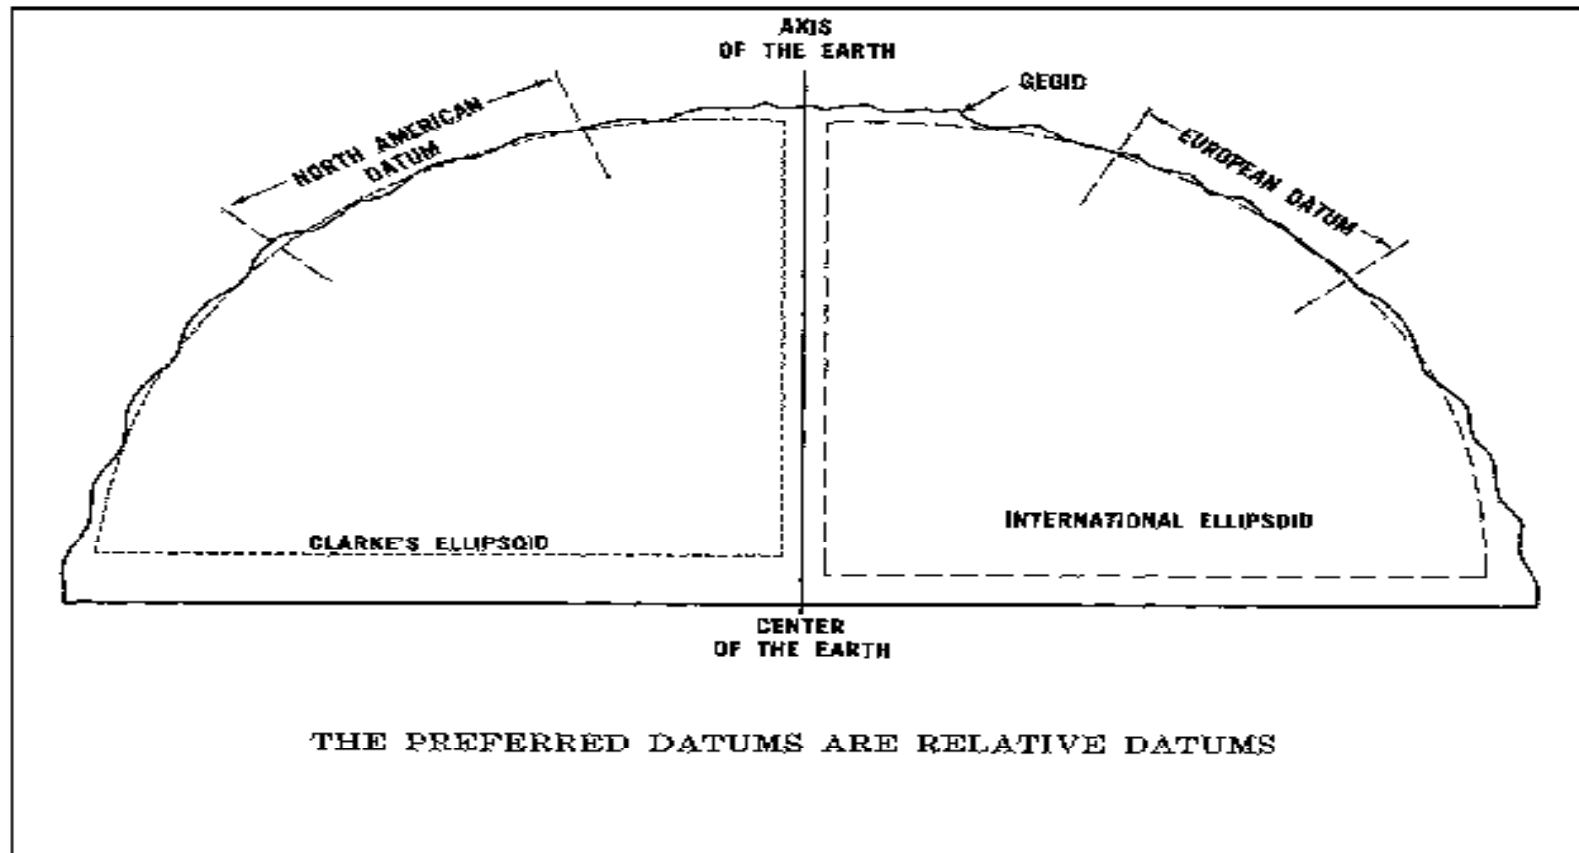 AXIS
OF THE EARTH
GEOID
NORTH AMERICAN
DATUM
EUROPEAN DATUM
CLARKE'S ELLIPSOID
INTERNATIONAL ELLIPSOID
CENTER
OF THE EARTH
THE PREFERRED DATUMS ARE RELATIVE DATUMS